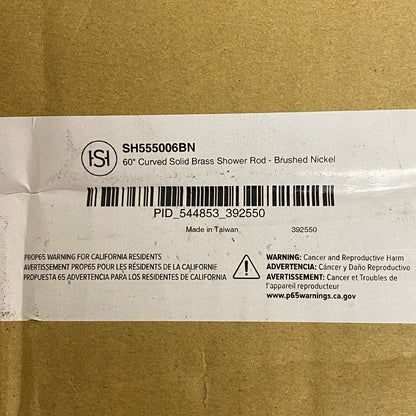 HSH
SH555006BN
60" Curved Solid Brass Shower Rod - Brushed Nickel
PID_544853_392550
Made in Taiwan
392550
PROP65 WARNING FOR CALIFORNIA RESIDENTS
AVERTISSEMENT PROP65 POUR LES RÉSIDENTS DE LA CALIFORNIE
PROPUESTA 65 ADVERTENCIA PARA LOS RESIDENTES DE CALIFORNIA
!
WARNING: Cancer and Reproductive Harm
ADVERTENCIA: Cáncer y Daño Reproductivo
AVERTISSEMENT: Cancer et Troubles de
l'appareil reproducteur
www.p65warnings.ca.gov